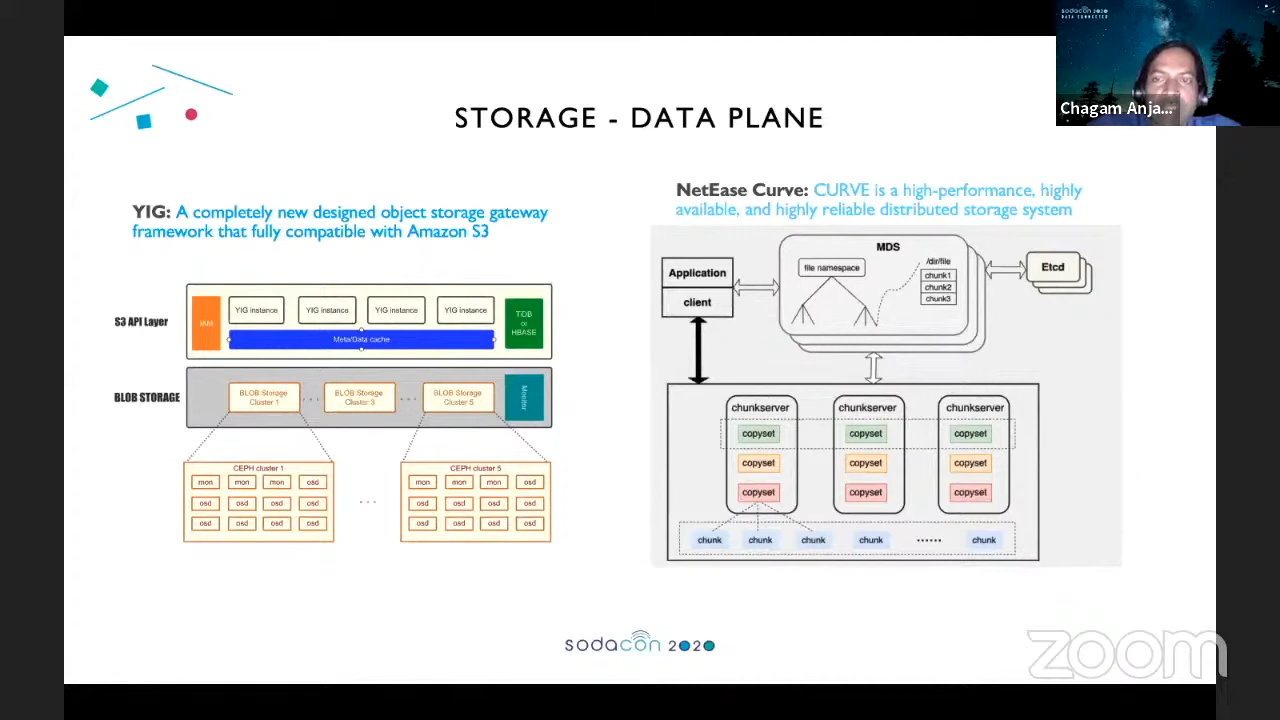 sodacon 2020
DATA CONNECTED
Chagam Anja...
STORAGE - DATA PLANE
YIG: A completely new designed object storage gateway
framework that fully compatible with Amazon S3
S3 API Layer
IAM
YIG instance
YIG instance
YIG instance
YIG instance
Meta/Data cache
TiDB
or
HBASE
BLOB STORAGE
BLOB Storage
Cluster 1
. . .
BLOB Storage
Cluster 3
. . .
BLOB Storage
Cluster 5
Monitor
CEPH cluster 1
mon mon mon osd
osd osd osd osd
osd osd osd osd
. . .
CEPH cluster 5
mon mon mon osd
osd osd osd osd
osd osd osd osd
NetEase Curve: CURVE is a high-performance, highly
available, and highly reliable distributed storage system
Application
client
MDS
file namespace
/dir/file
chunk1
chunk2
chunk3
Etcd
chunkserver chunkserver chunkserver
copyset copyset copyset
copyset copyset copyset
copyset copyset copyset
chunk chunk chunk chunk ...... chunk
sodacon 2020
zoom